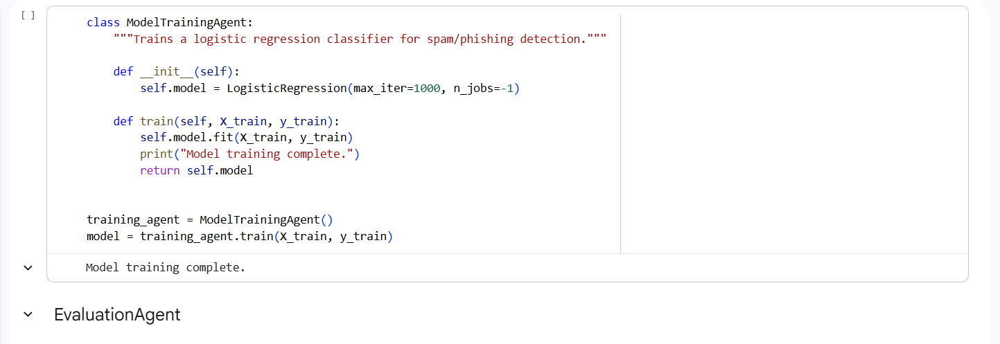 [ ]
class ModelTrainingAgent:
"""Trains a logistic regression classifier for spam/phishing detection."""
def __init__(self):
self.model = LogisticRegression(max_iter=1000, n_jobs=-1)
def train(self, X_train, y_train):
self.model.fit(X_train, y_train)
print("Model training complete.")
return self.model
training_agent = ModelTrainingAgent()
model = training_agent.train(X_train, y_train)
Model training complete.
EvaluationAgent